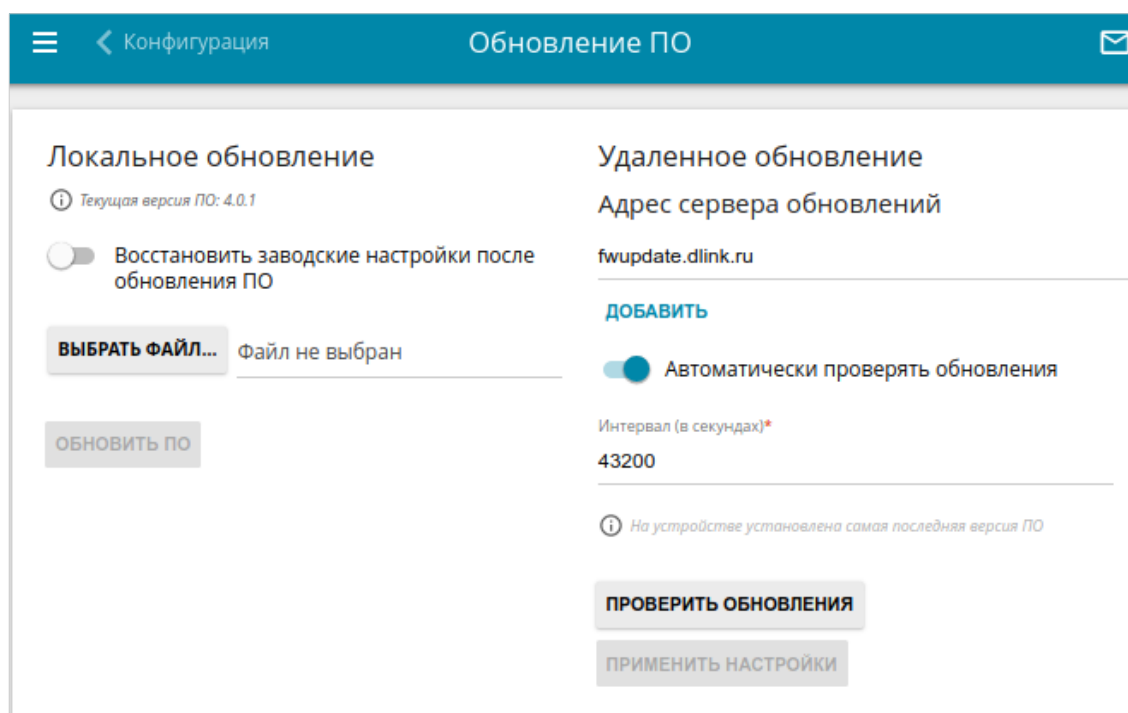 Конфигурация
Обновление ПО
Локальное обновление
Текущая версия ПО: 4.0.1
Восстановить заводские настройки после
обновления ПО
ВЫБРАТЬ ФАЙЛ... Файл не выбран
ОБНОВИТЬ ПО
Удаленное обновление
Адрес сервера обновлений
fwupdate.dlink.ru
ДОБАВИТЬ
Автоматически проверять обновления
Интервал (в секундах)*
43200
На устройстве установлена самая последняя версия ПО
ПРОВЕРИТЬ ОБНОВЛЕНИЯ
ПРИМЕНИТЬ НАСТРОЙКИ